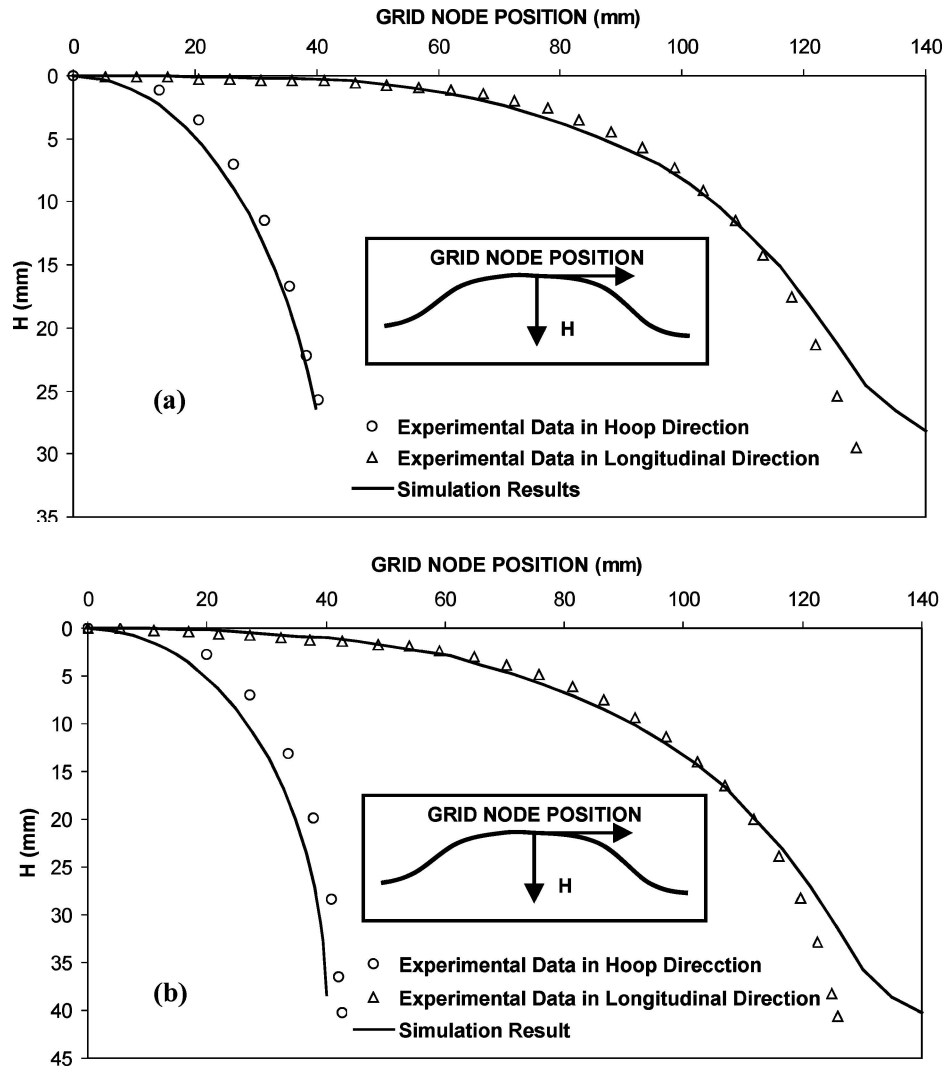 GRID NODE POSITION (mm)
0 20 40 60 80 100 120 140
0
5
10
15
20
25
30
35
H (mm)
GRID NODE POSITION
H
(a)
Experimental Data in Hoop Direction
Experimental Data in Longitudinal Direction
Simulation Results
GRID NODE POSITION (mm)
0 20 40 60 80 100 120 140
0
5
10
15
20
25
30
35
40
45
H (mm)
GRID NODE POSITION
H
(b)
Experimental Data in Hoop Direcction
Experimental Data in Longitudinal Direction
Simulation Result